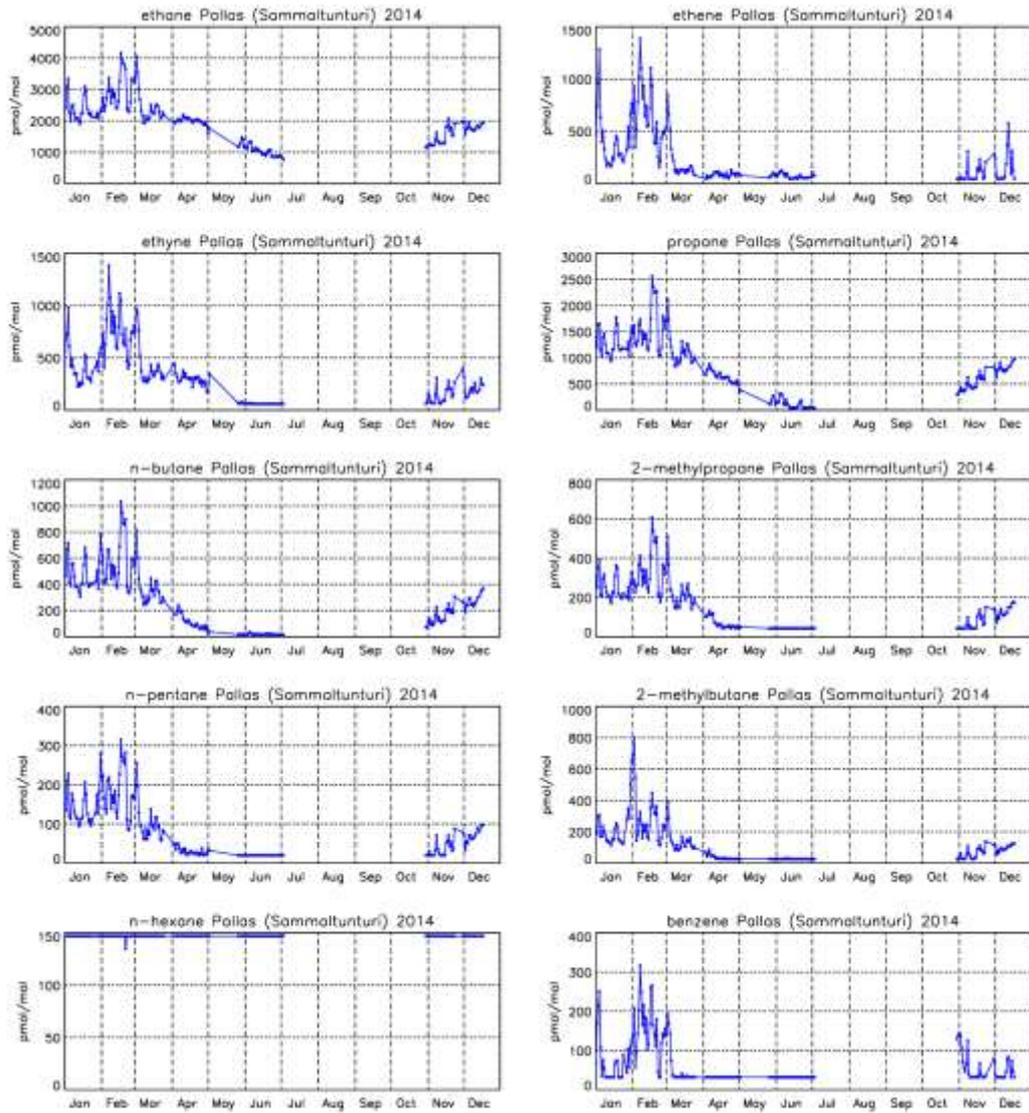 ethane Pallas (Sammaltunturi) 2014
5000
4000
3000
2000
1000
0
pmol/mol
Jan Feb Mar Apr May Jun Jul Aug Sep Oct Nov Dec
ethene Pallas (Sammaltunturi) 2014
1500
1000
500
0
pmol/mol
Jan Feb Mar Apr May Jun Jul Aug Sep Oct Nov Dec
ethyne Pallas (Sammaltunturi) 2014
1500
1000
500
0
pmol/mol
Jan Feb Mar Apr May Jun Jul Aug Sep Oct Nov Dec
propane Pallas (Sammaltunturi) 2014
3000
2500
2000
1500
1000
500
0
pmol/mol
Jan Feb Mar Apr May Jun Jul Aug Sep Oct Nov Dec
n-butane Pallas (Sammaltunturi) 2014
1200
1000
800
600
400
200
0
pmol/mol
Jan Feb Mar Apr May Jun Jul Aug Sep Oct Nov Dec
2-methylpropane Pallas (Sammaltunturi) 2014
800
600
400
200
0
pmol/mol
Jan Feb Mar Apr May Jun Jul Aug Sep Oct Nov Dec
n-pentane Pallas (Sammaltunturi) 2014
400
300
200
100
0
pmol/mol
Jan Feb Mar Apr May Jun Jul Aug Sep Oct Nov Dec
2-methylbutane Pallas (Sammaltunturi) 2014
1000
800
600
400
200
0
pmol/mol
Jan Feb Mar Apr May Jun Jul Aug Sep Oct Nov Dec
n-hexane Pallas (Sammaltunturi) 2014
150
100
50
0
pmol/mol
Jan Feb Mar Apr May Jun Jul Aug Sep Oct Nov Dec
benzene Pallas (Sammaltunturi) 2014
400
300
200
100
0
pmol/mol
Jan Feb Mar Apr May Jun Jul Aug Sep Oct Nov Dec